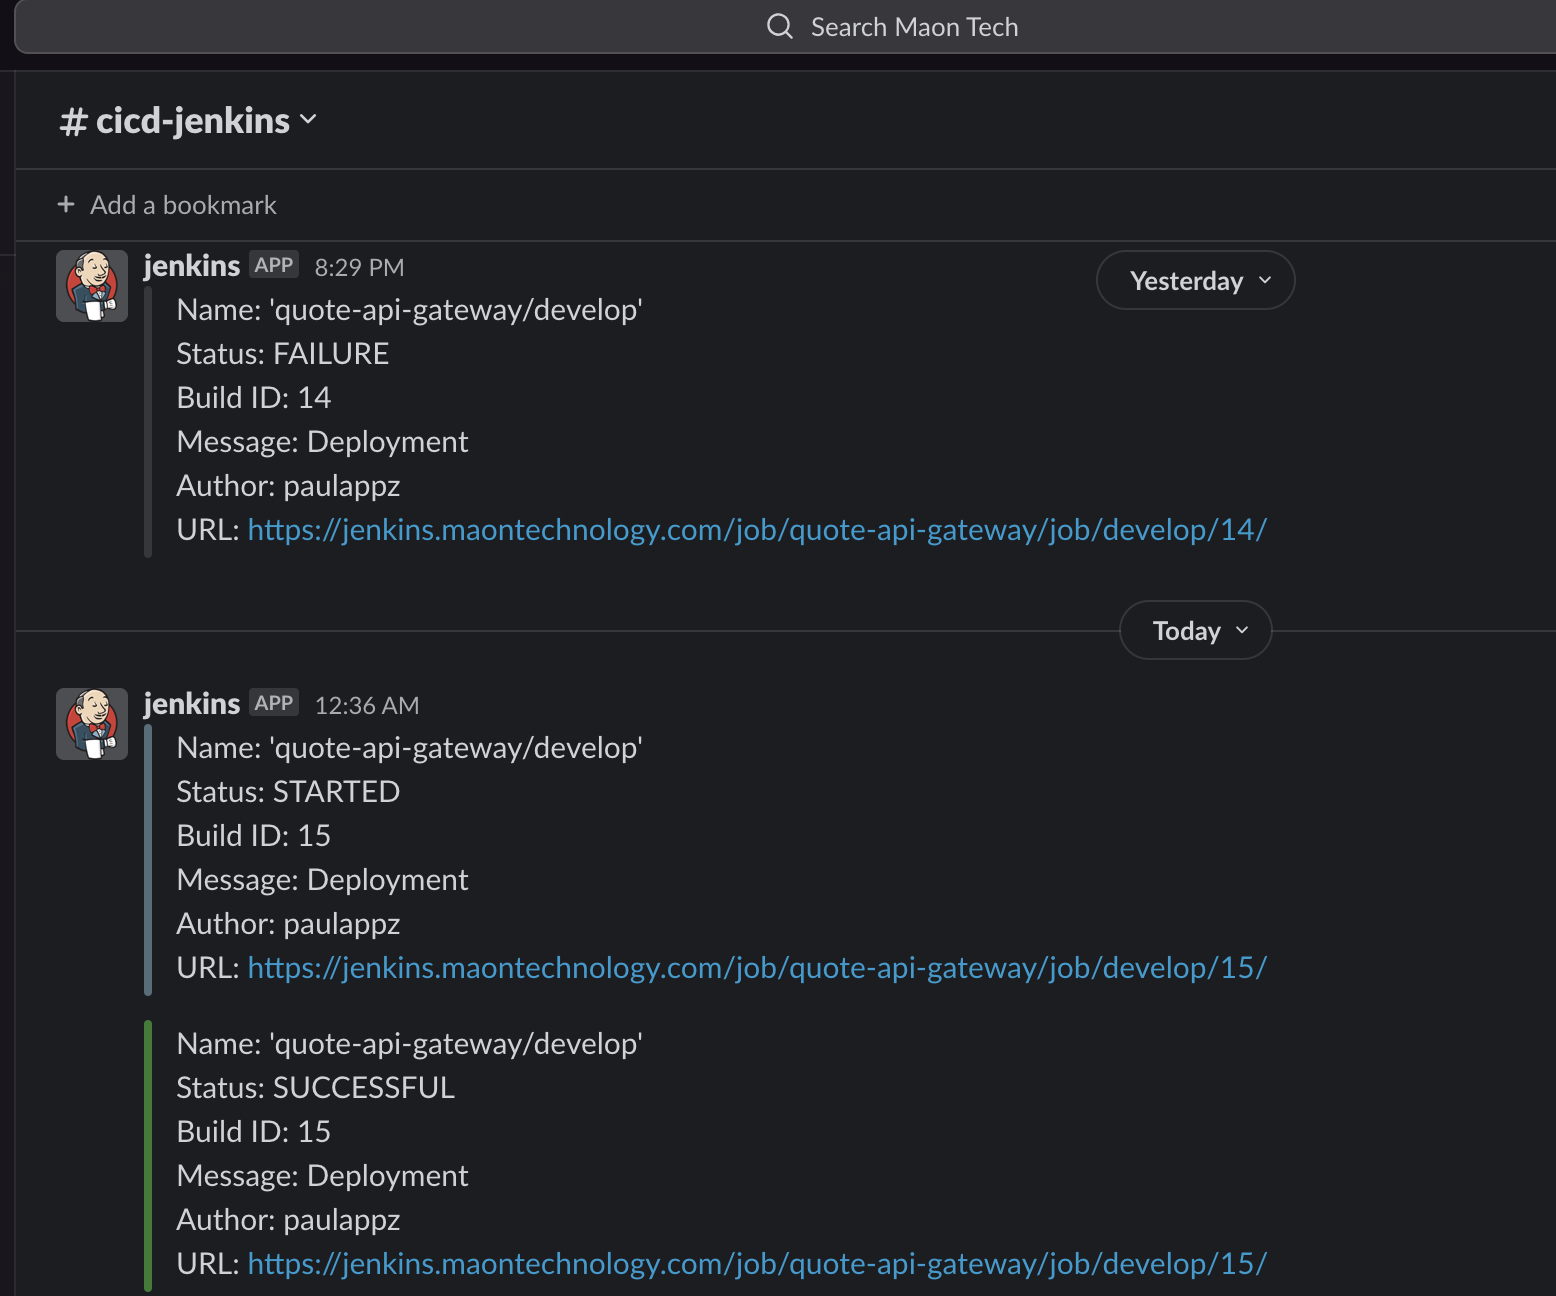 Search Maon Tech
# cicd-jenkins
+ Add a bookmark
jenkins APP 8:29 PM
Yesterday
Name: 'quote-api-gateway/develop'
Status: FAILURE
Build ID: 14
Message: Deployment
Author: paulappz
URL: https://jenkins.maontechnology.com/job/quote-api-gateway/job/develop/14/
Today
jenkins APP 12:36 AM
Name: 'quote-api-gateway/develop'
Status: STARTED
Build ID: 15
Message: Deployment
Author: paulappz
URL: https://jenkins.maontechnology.com/job/quote-api-gateway/job/develop/15/
Name: 'quote-api-gateway/develop'
Status: SUCCESSFUL
Build ID: 15
Message: Deployment
Author: paulappz
URL: https://jenkins.maontechnology.com/job/quote-api-gateway/job/develop/15/